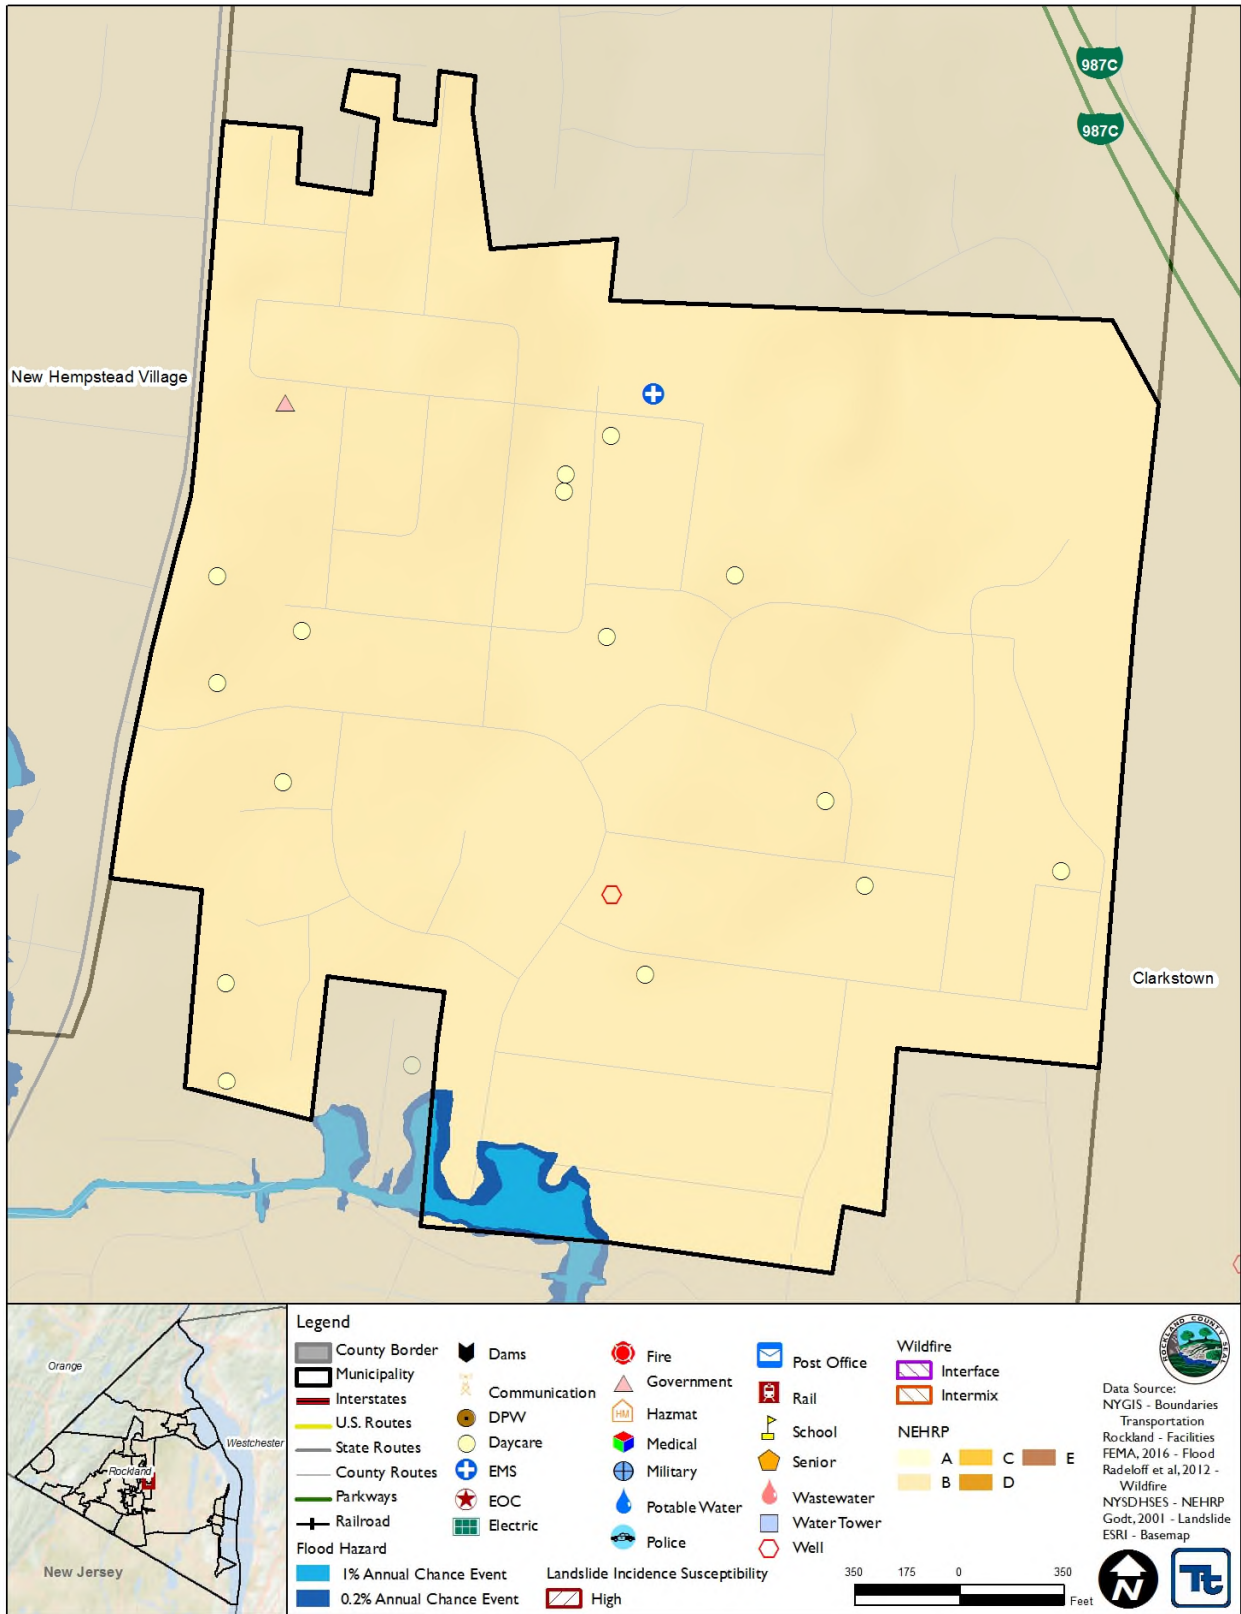 987C
987C
New Hempstead Village
Clarkstown
Orange
Westchester
Rockland
New Jersey
Legend
County Border
Municipality
Interstates
U.S. Routes
State Routes
County Routes
Parkways
Railroad
Flood Hazard
1% Annual Chance Event
0.2% Annual Chance Event
Dams
Communication
DPW
Daycare
EMS
EOC
Electric
Fire
Government
HM Hazmat
Medical
Military
Potable Water
Police
Landslide Incidence Susceptibility
High
Post Office
Rail
School
Senior
Wastewater
Water Tower
Well
Wildfire
Interface
Intermix
NEHRP
A C E
B D
350 175 0 350
Feet
ROCKLAND COUNTY SEAL
Data Source:
NYGIS - Boundaries
Transportation
Rockland - Facilities
FEMA, 2016 - Flood
Radeloff et al, 2012 -
Wildfire
NYSDHSES - NEHRP
Godt, 2001 - Landslide
ESRI - Basemap
N
Tt